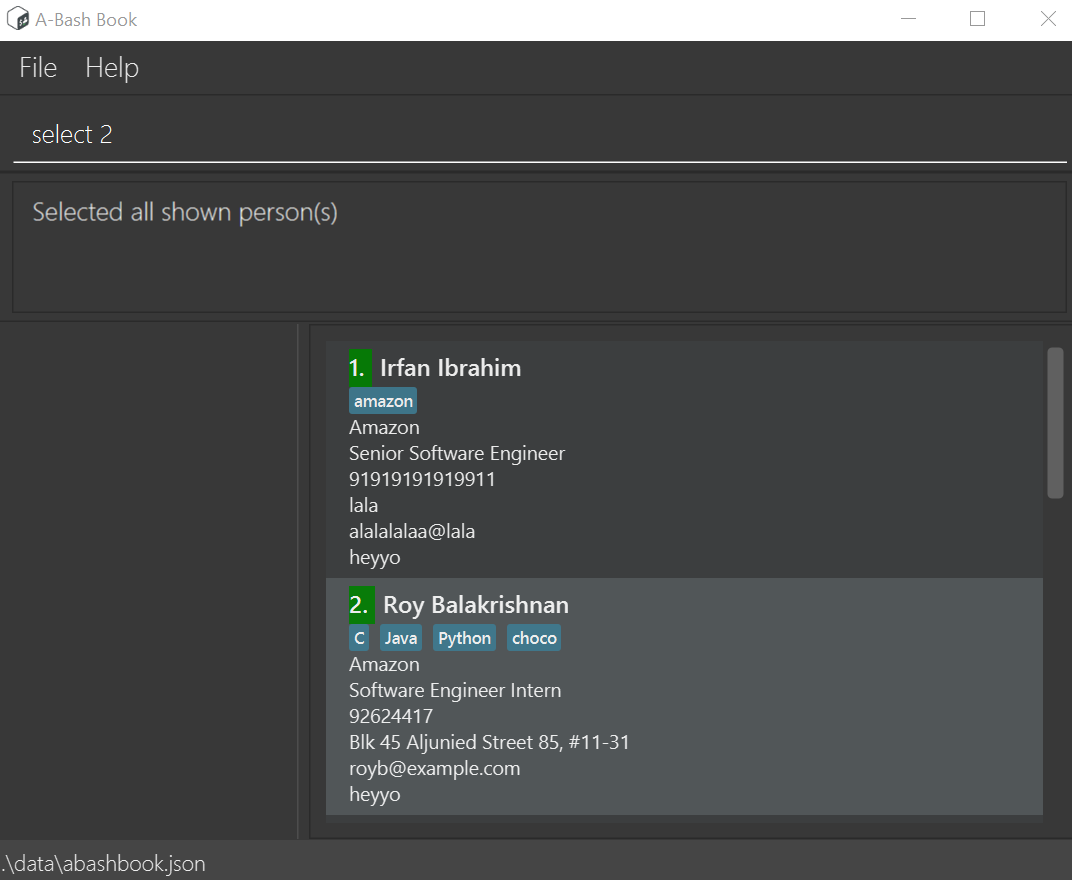 A-Bash Book
File Help
select 2
Selected all shown person(s)
1. Irfan Ibrahim
amazon
Amazon
Senior Software Engineer
91919191919911
lala
alalalalaa@lala
heyyo
2. Roy Balakrishnan
C Java Python choco
Amazon
Software Engineer Intern
92624417
Blk 45 Aljunied Street 85, #11-31
royb@example.com
heyyo
.\data\abashbook.json